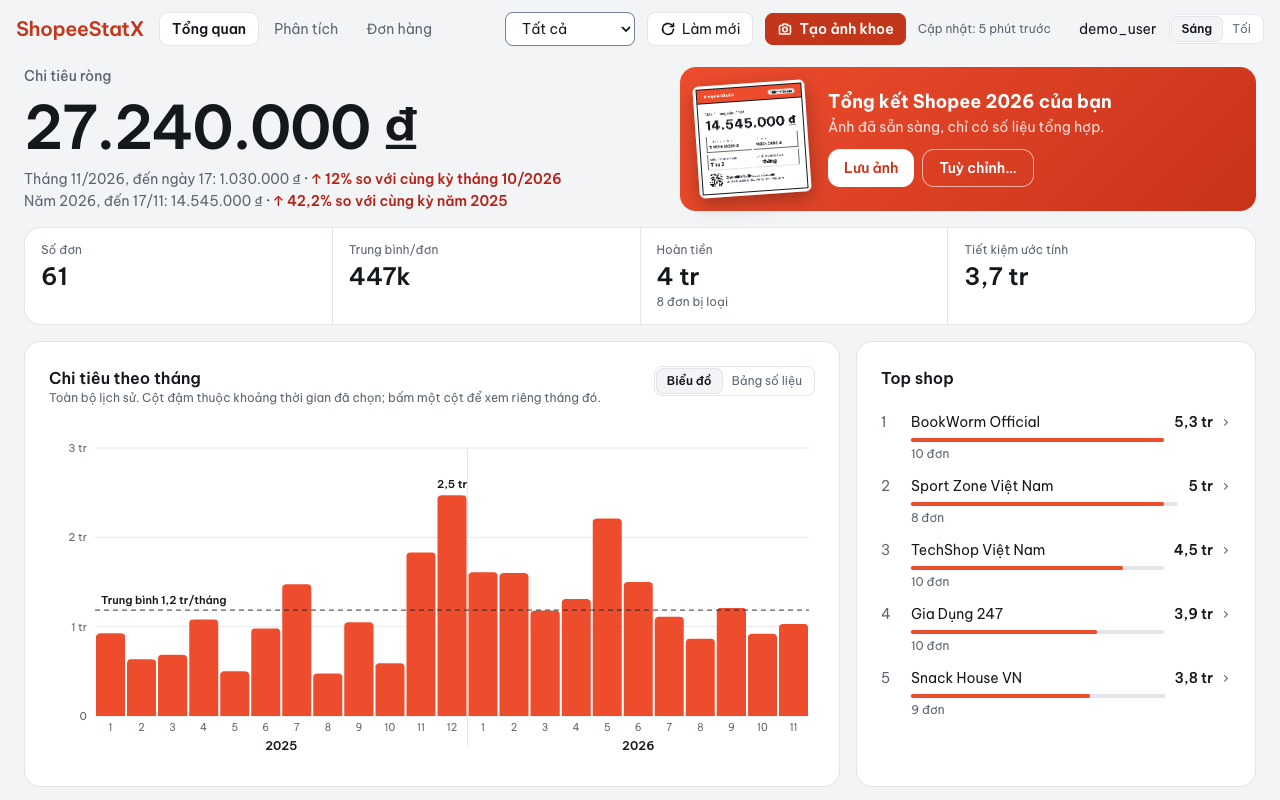 ShopeeStatX Tổng quan Phân tích Đơn hàng Tất cả Làm mới Tạo ảnh khoe Cập nhật: 5 phút trước demo_user Sáng Tối
Chi tiêu ròng
27.240.000 ₫
Tháng 11/2026, đến ngày 17: 1.030.000 ₫ · ↑ 12% so với cùng kỳ tháng 10/2026
Năm 2026, đến 17/11: 14.545.000 ₫ · ↑ 42,2% so với cùng kỳ năm 2025
14.545.000 ₫
Tổng kết Shopee 2026 của bạn
Ảnh đã sẵn sàng, chỉ có số liệu tổng hợp.
Lưu ảnh Tuỳ chỉnh...
Số đơn
61
Trung bình/đơn
447k
Hoàn tiền
4 tr
8 đơn bị loại
Tiết kiệm ước tính
3,7 tr
Chi tiêu theo tháng
Toàn bộ lịch sử. Cột đậm thuộc khoảng thời gian đã chọn; bấm một cột để xem riêng tháng đó.
Biểu đồ Bảng số liệu
3 tr
2,5 tr
2 tr
Trung bình 1,2 tr/tháng
1 tr
0
1 2 3 4 5 6 7 8 9 10 11 12 1 2 3 4 5 6 7 8 9 10 11
2025 2026
Top shop
1 BookWorm Official 5,3 tr ›
10 đơn
2 Sport Zone Việt Nam 5 tr ›
8 đơn
3 TechShop Việt Nam 4,5 tr ›
10 đơn
4 Gia Dụng 247 3,9 tr ›
10 đơn
5 Snack House VN 3,8 tr ›
9 đơn